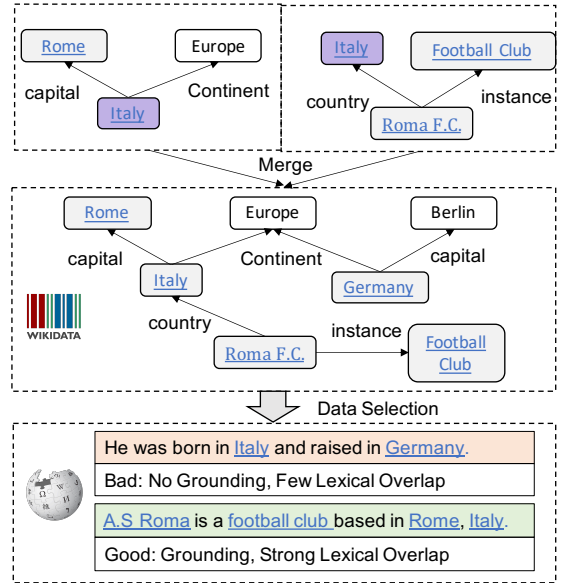 Rome
Europe
capital
Continent
Italy
Italy
Football Club
country
instance
Roma F.C.
Merge
Rome
Europe
Berlin
capital
Continent
capital
Italy
Germany
WIKIDATA
country
instance
Roma F.C.
Football
Club
Data Selection
He was born in Italy and raised in Germany.
Bad: No Grounding, Few Lexical Overlap
A.S Roma is a football club based in Rome, Italy.
Good: Grounding, Strong Lexical Overlap